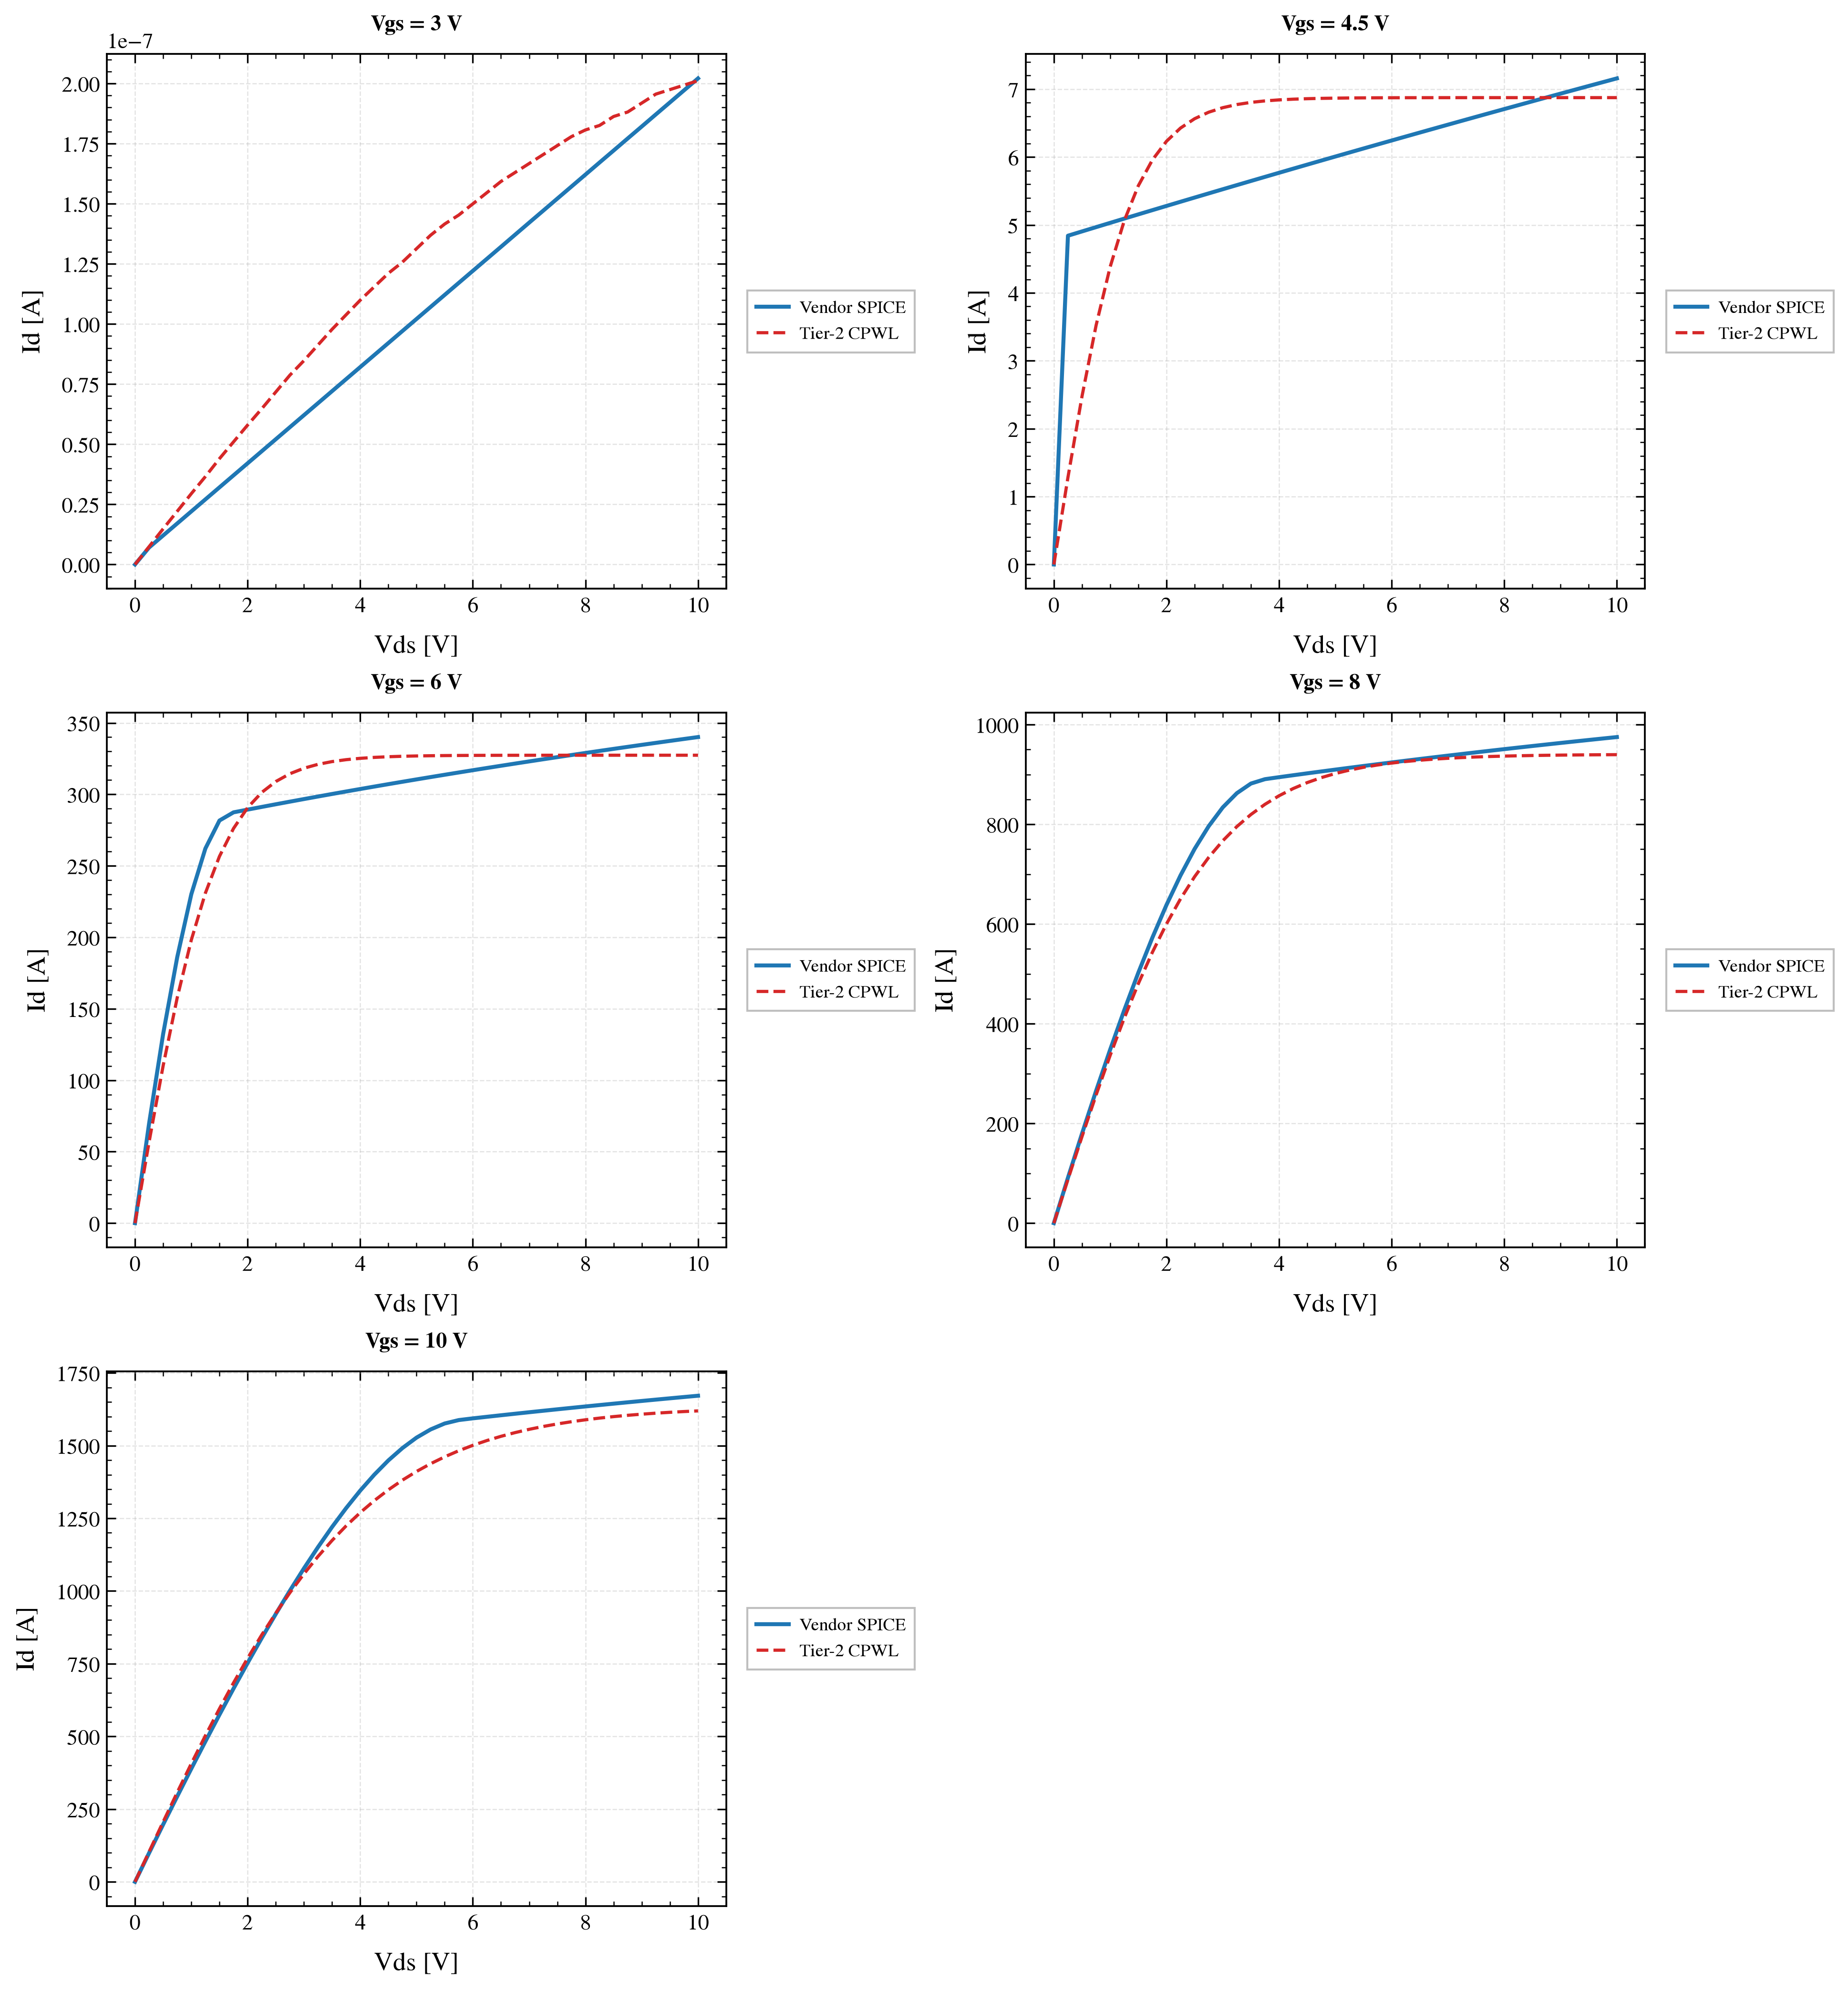 Vgs = 3 V
1e−7
2.00
1.75
1.50
1.25
1.00
0.75
0.50
0.25
0.00
0 2 4 6 8 10
Id [A]
Vds [V]
Vendor SPICE
Tier-2 CPWL
Vgs = 4.5 V
7
6
5
4
3
2
1
0
0 2 4 6 8 10
Id [A]
Vds [V]
Vendor SPICE
Tier-2 CPWL
Vgs = 6 V
350
300
250
200
150
100
50
0
0 2 4 6 8 10
Id [A]
Vds [V]
Vendor SPICE
Tier-2 CPWL
Vgs = 8 V
1000
800
600
400
200
0
0 2 4 6 8 10
Id [A]
Vds [V]
Vendor SPICE
Tier-2 CPWL
Vgs = 10 V
1750
1500
1250
1000
750
500
250
0
0 2 4 6 8 10
Id [A]
Vds [V]
Vendor SPICE
Tier-2 CPWL